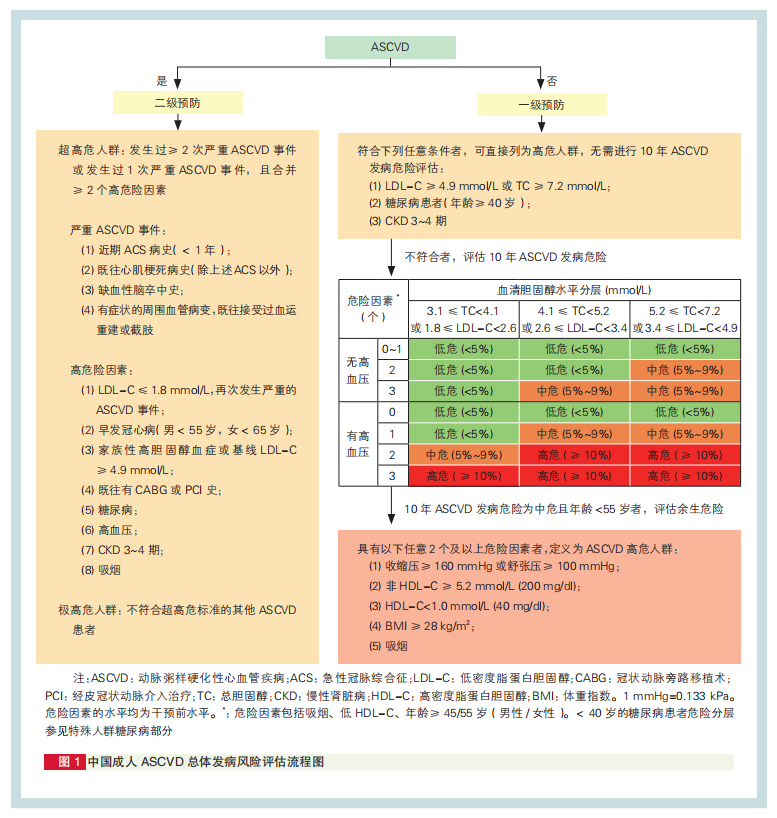 ASCVD
是
否
二级预防
一级预防
超高危人群：发生过≥ 2 次严重 ASCVD 事件
或发生过 1 次严重 ASCVD 事件，且合并
≥ 2 个高危险因素
严重 ASCVD 事件：
(1) 近期 ACS 病史( < 1 年 )；
(2) 既往心肌梗死病史( 除上述 ACS 以外 )；
(3) 缺血性脑卒中史；
(4) 有症状的周围血管病变，既往接受过血运
重建或截肢
高危险因素：
(1) LDL-C ≤ 1.8 mmol/L，再次发生严重的
ASCVD 事件；
(2) 早发冠心病( 男< 55 岁，女 < 65 岁 )；
(3) 家族性高胆固醇血症或基线 LDL-C
≥ 4.9 mmol/L；
(4) 既往有 CABG 或 PCI 史；
(5) 糖尿病；
(6) 高血压；
(7) CKD 3~4 期；
(8) 吸烟
极高危人群：不符合超高危标准的其他 ASCVD
患者
符合下列任意条件者，可直接列为高危人群，无需进行 10 年 ASCVD
发病危险评估：
(1) LDL-C ≥ 4.9 mmol/L 或 TC ≥ 7.2 mmol/L；
(2) 糖尿病患者( 年龄≥ 40 岁 )；
(3) CKD 3~4 期
不符合者，评估 10 年 ASCVD 发病危险
危险因素*
（个）
血清胆固醇水平分层 (mmol/L)
3.1 ≤ TC<4.1
或 1.8 ≤ LDL-C<2.6
4.1 ≤ TC<5.2
或 2.6 ≤ LDL-C<3.4
5.2 ≤ TC<7.2
或 3.4 ≤ LDL-C<4.9
无高
血压
0~1 低危 (<5%) 低危 (<5%) 低危 (<5%)
2 低危 (<5%) 低危 (<5%) 中危 (5%~9%)
3 低危 (<5%) 中危 (5%~9%) 中危 (5%~9%)
有高
血压
0 低危 (<5%) 低危 (<5%) 低危 (<5%)
1 低危 (<5%) 中危 (5%~9%) 中危 (5%~9%)
2 中危 (5%~9%) 高危 ( ≥ 10%) 高危 ( ≥ 10%)
3 高危 ( ≥ 10%) 高危 ( ≥ 10%) 高危 ( ≥ 10%)
10 年 ASCVD 发病危险为中危且年龄 <55 岁者，评估余生危险
具有以下任意 2 个及以上危险因素者，定义为 ASCVD 高危人群：
(1) 收缩压≥ 160 mmHg 或舒张压≥ 100 mmHg；
(2) 非 HDL-C ≥ 5.2 mmol/L (200 mg/dl)；
(3) HDL-C<1.0 mmol/L (40 mg/dl)；
(4) BMI ≥ 28 kg/m²；
(5) 吸烟
注：ASCVD：动脉粥样硬化性心血管疾病；ACS：急性冠脉综合征；LDL-C：低密度脂蛋白胆固醇；CABG：冠状动脉旁路移植术；
PCI：经皮冠状动脉介入治疗；TC：总胆固醇；CKD：慢性肾脏病；HDL-C：高密度脂蛋白胆固醇；BMI：体重指数。1 mmHg=0.133 kPa。
危险因素的水平均为干预前水平。*：危险因素包括吸烟、低 HDL-C、年龄≥ 45/55 岁（ 男性 / 女性 ）。< 40 岁的糖尿病患者危险分层
参见特殊人群糖尿病部分
图 1 中国成人 ASCVD 总体发病风险评估流程图